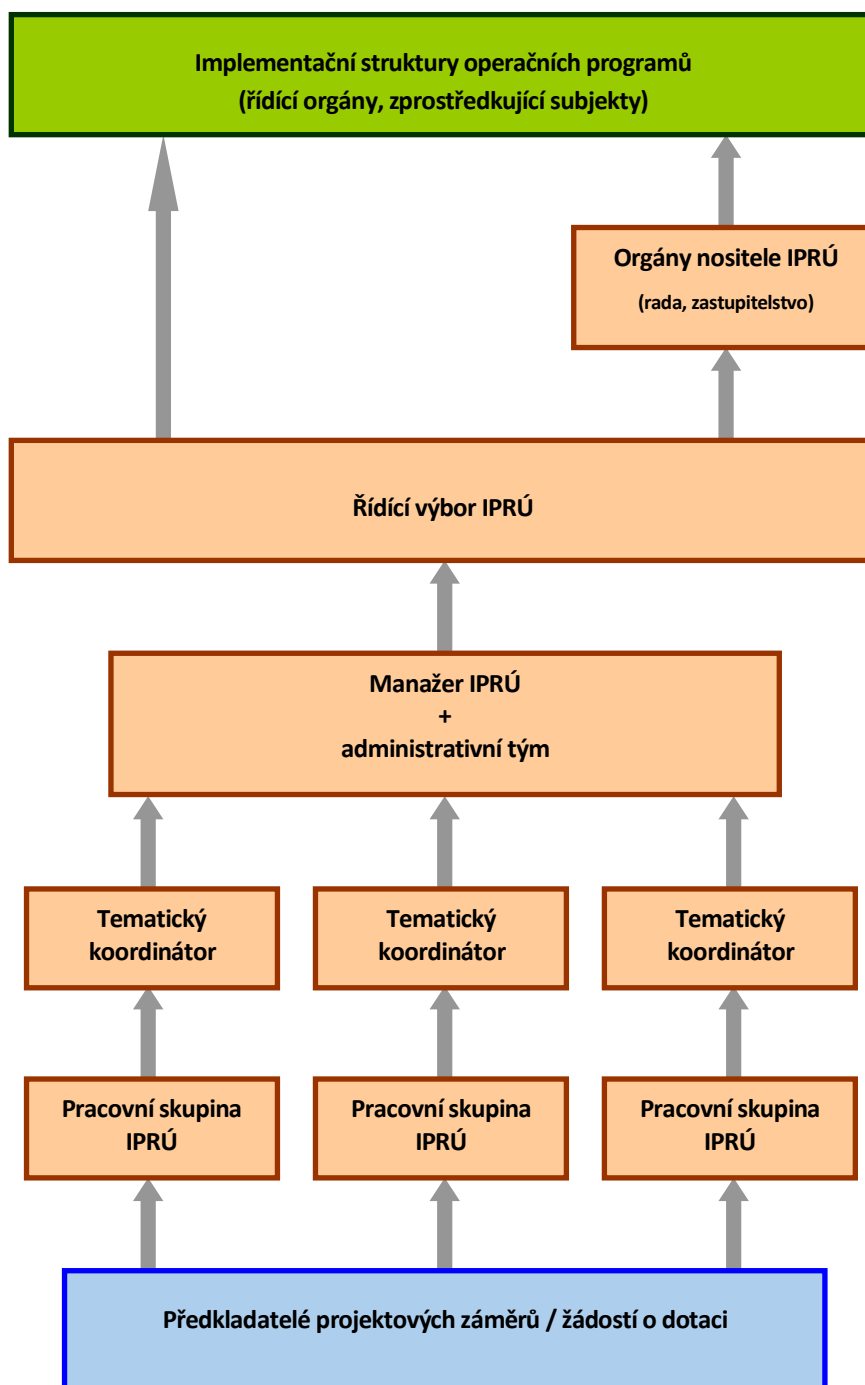 Implementační struktury operačních programů
(řídící orgány, zprostředkující subjekty)
Orgány nositele IPRÚ
(rada, zastupitelstvo)
Řídící výbor IPRÚ
Manažer IPRÚ
+
administrativní tým
Tematický
koordinátor
Tematický
koordinátor
Tematický
koordinátor
Pracovní skupina
IPRÚ
Pracovní skupina
IPRÚ
Pracovní skupina
IPRÚ
Předkladatelé projektových záměrů / žádostí o dotaci